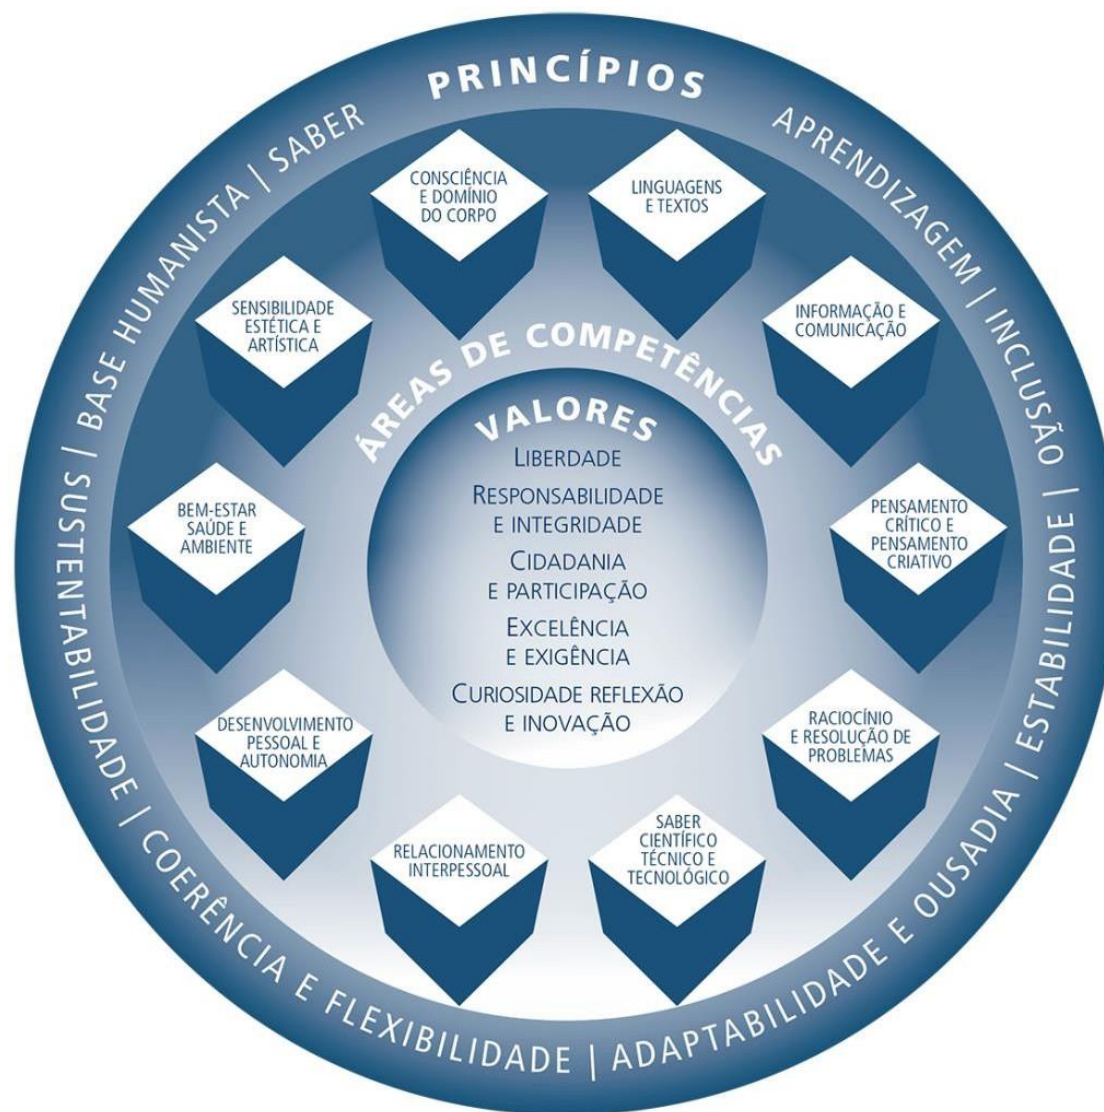 PRINCÍPIOS
APRENDIZAGEM | INCLUSÃO | ESTABILIDADE | ADAPTABILIDADE E OUSADIA | COERÊNCIA E FLEXIBILIDADE | SUSTENTABILIDADE | BASE HUMANISTA | SABER
CONSCIÊNCIA
E DOMÍNIO
DO CORPO
LINGUAGENS
E TEXTOS
SENSIBILIDADE
ESTÉTICA E
ARTÍSTICA
INFORMAÇÃO E
COMUNICAÇÃO
ÁREAS DE COMPETÊNCIAS
VALORES
LIBERDADE
RESPONSABILIDADE
E INTEGRIDADE
CIDADANIA
E PARTICIPAÇÃO
EXCELÊNCIA
E EXIGÊNCIA
CURIOSIDADE REFLEXÃO
E INOVAÇÃO
BEM-ESTAR
SAÚDE E
AMBIENTE
PENSAMENTO
CRÍTICO E
PENSAMENTO
CRIATIVO
DESENVOLVIMENTO
PESSOAL E
AUTONOMIA
RACIOCÍNIO
E RESOLUÇÃO DE
PROBLEMAS
RELACIONAMENTO
INTERPESSOAL
SABER
CIENTÍFICO
TÉCNICO E
TECNOLÓGICO